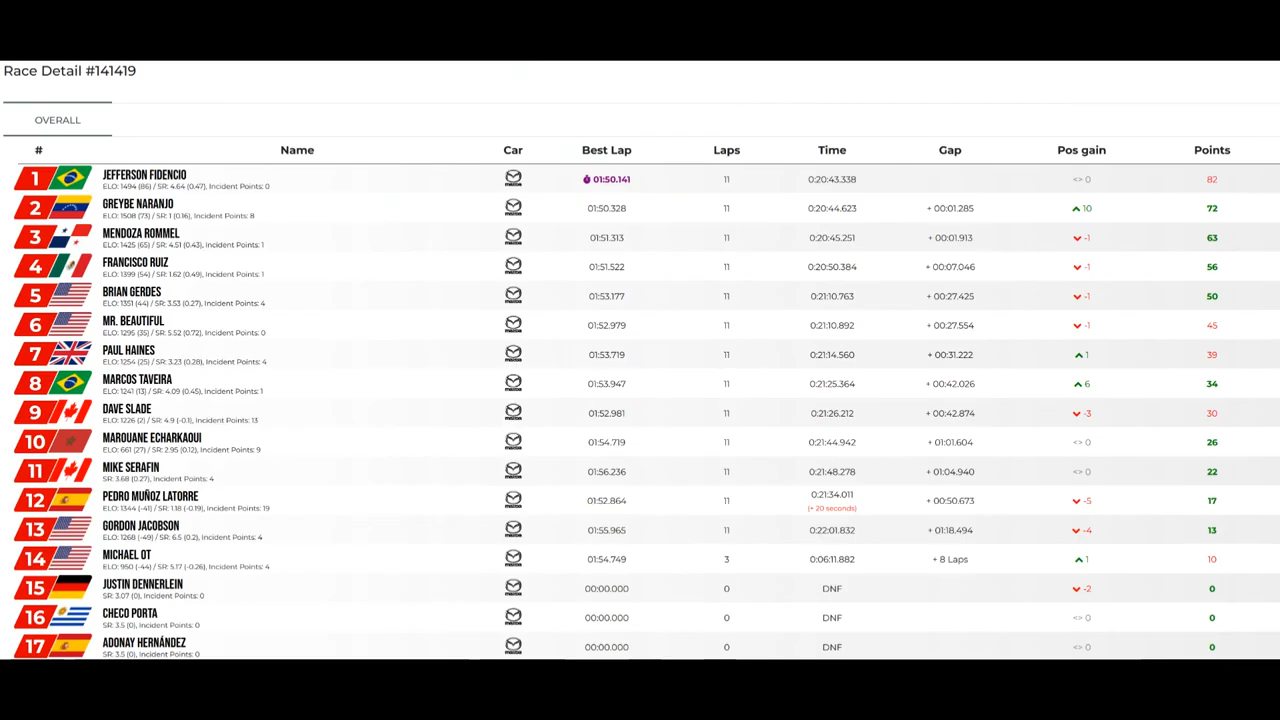 Race Detail #141419
OVERALL
# Name Car Best Lap Laps Time Gap Pos gain Points
1 JEFFERSON FIDENCIO 01:50.141 11 0:20:43.338 <> 0 82
ELO: 1494 (86) / SR: 4.64 (0.47), Incident Points: 0
2 GREYBE NARANJO 01:50.328 11 0:20:44.623 + 00:01.285 10 72
ELO: 1508 (73) / SR: 1 (0.16), Incident Points: 8
3 MENDOZA ROMMEL 01:51.313 11 0:20:45.251 + 00:01.913 -1 63
ELO: 1425 (65) / SR: 4.51 (0.43), Incident Points: 1
4 FRANCISCO RUIZ 01:51.522 11 0:20:50.384 + 00:07.046 -1 56
ELO: 1399 (54) / SR: 1.62 (0.49), Incident Points: 1
5 BRIAN GERDES 01:53.177 11 0:21:10.763 + 00:27.425 -1 50
ELO: 1351 (44) / SR: 3.53 (0.27), Incident Points: 4
6 MR. BEAUTIFUL 01:52.979 11 0:21:10.892 + 00:27.554 -1 45
ELO: 1295 (35) / SR: 5.52 (0.72), Incident Points: 0
7 PAUL HAINES 01:53.719 11 0:21:14.560 + 00:31.222 1 39
ELO: 1254 (25) / SR: 3.23 (0.28), Incident Points: 4
8 MARCOS TAVEIRA 01:53.947 11 0:21:25.364 + 00:42.026 6 34
ELO: 1241 (13) / SR: 4.09 (0.45), Incident Points: 1
9 DAVE SLADE 01:52.981 11 0:21:26.212 + 00:42.874 -3 30
ELO: 1226 (2) / SR: 4.9 (-0.1), Incident Points: 13
10 MAROUANE ECHARKAOUI 01:54.719 11 0:21:44.942 + 01:01.604 <> 0 26
ELO: 661 (27) / SR: 2.95 (0.12), Incident Points: 9
11 MIKE SERAFIN 01:56.236 11 0:21:48.278 + 01:04.940 <> 0 22
SR: 3.68 (0.27), Incident Points: 4
12 PEDRO MUÑOZ LATORRE 01:52.864 11 0:21:34.011 + 00:50.673 -5 17
ELO: 1344 (-41) / SR: 1.18 (-0.19), Incident Points: 19 (+ 20 seconds)
13 GORDON JACOBSON 01:55.965 11 0:22:01.832 + 01:18.494 -4 13
ELO: 1268 (-49) / SR: 6.5 (0.2), Incident Points: 4
14 MICHAEL OT 01:54.749 3 0:06:11.882 + 8 Laps 1 10
ELO: 950 (-44) / SR: 5.17 (-0.26), Incident Points: 4
15 JUSTIN DENNERLEIN 00:00.000 0 DNF -2 0
SR: 3.07 (0), Incident Points: 0
16 CHECO PORTA 00:00.000 0 DNF <> 0 0
SR: 3.5 (0), Incident Points: 0
17 ADONAY HERNÁNDEZ 00:00.000 0 DNF <> 0 0
SR: 3.5 (0), Incident Points: 0